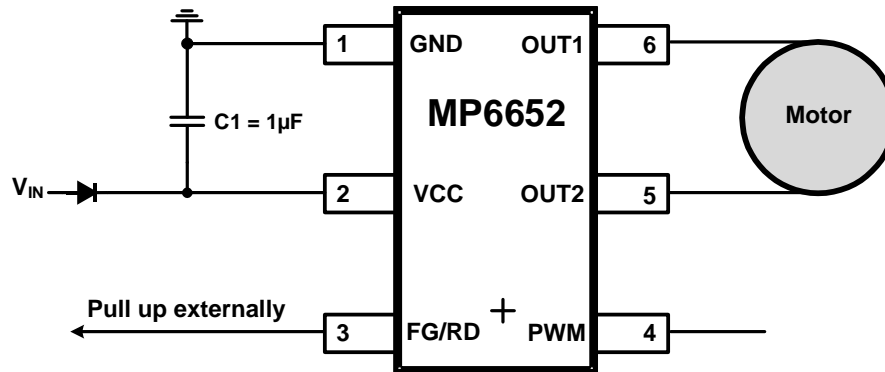 1 GND OUT1 6
MP6652
C1 = 1µF
Motor
VIN
2 VCC OUT2 5
Pull up externally
3 FG/RD PWM 4